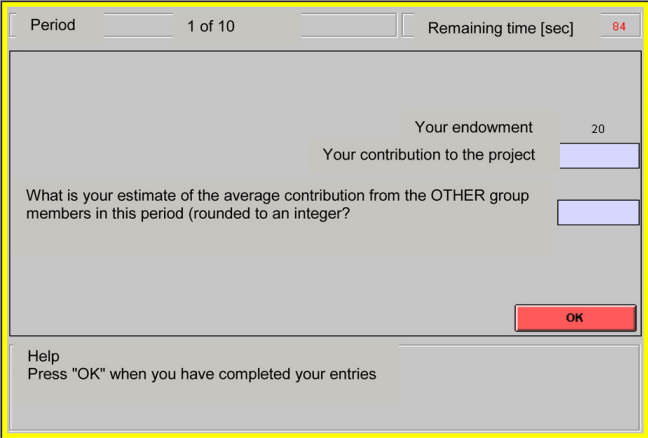 Period 1 of 10 Remaining time [sec] 84
Your endowment 20
Your contribution to the project
What is your estimate of the average contribution from the OTHER group
members in this period (rounded to an integer?
OK
Help
Press "OK" when you have completed your entries